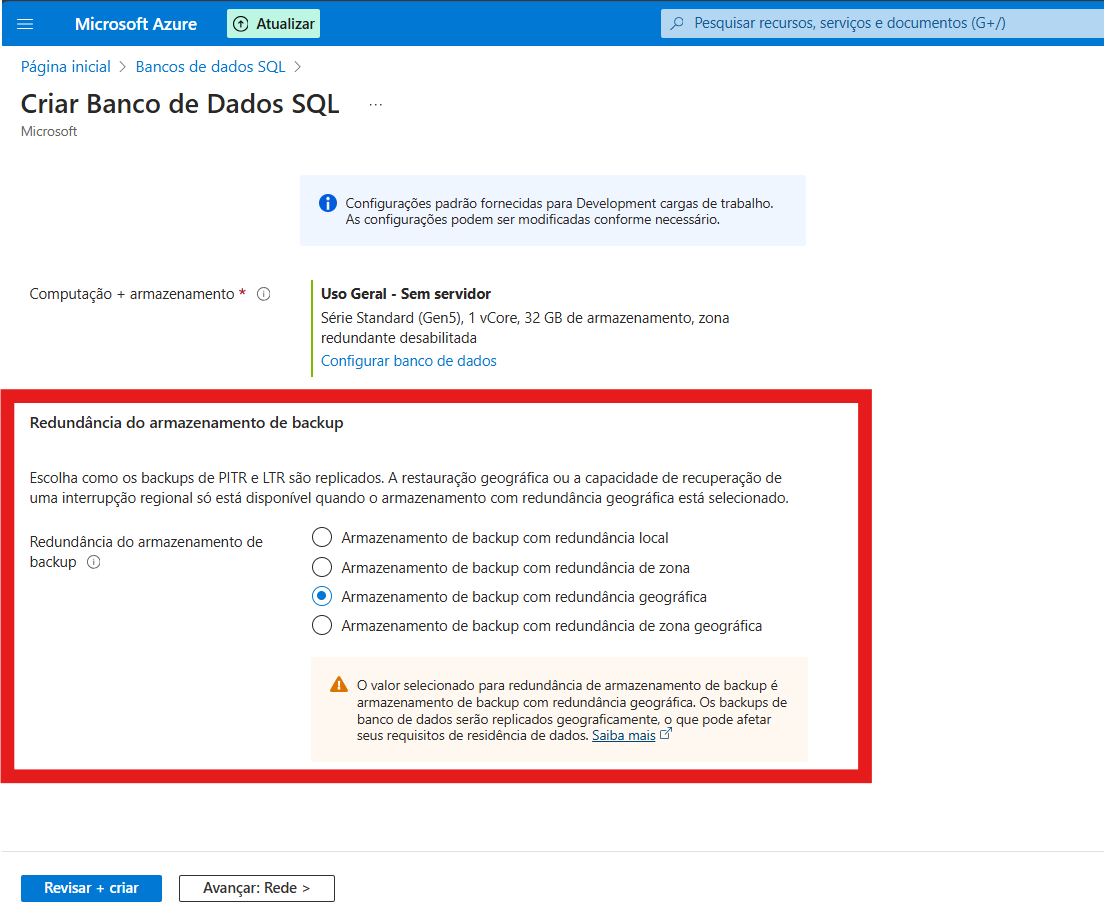 Microsoft Azure
Atualizar
Pesquisar recursos, serviços e documentos (G+/)
Página inicial > Bancos de dados SQL >
Criar Banco de Dados SQL ...
Microsoft
Configurações padrão fornecidas para Development cargas de trabalho.
As configurações podem ser modificadas conforme necessário.
Computação + armazenamento *
Uso Geral - Sem servidor
Série Standard (Gen5), 1 vCore, 32 GB de armazenamento, zona
redundante desabilitada
Configurar banco de dados
Redundância do armazenamento de backup
Escolha como os backups de PITR e LTR são replicados. A restauração geográfica ou a capacidade de recuperação de
uma interrupção regional só está disponível quando o armazenamento com redundância geográfica está selecionado.
Redundância do armazenamento de
backup
Armazenamento de backup com redundância local
Armazenamento de backup com redundância de zona
Armazenamento de backup com redundância geográfica
Armazenamento de backup com redundância de zona geográfica
O valor selecionado para redundância de armazenamento de backup é
armazenamento de backup com redundância geográfica. Os backups de
banco de dados serão replicados geograficamente, o que pode afetar
seus requisitos de residência de dados. Saiba mais
Revisar + criar
Avançar: Rede >